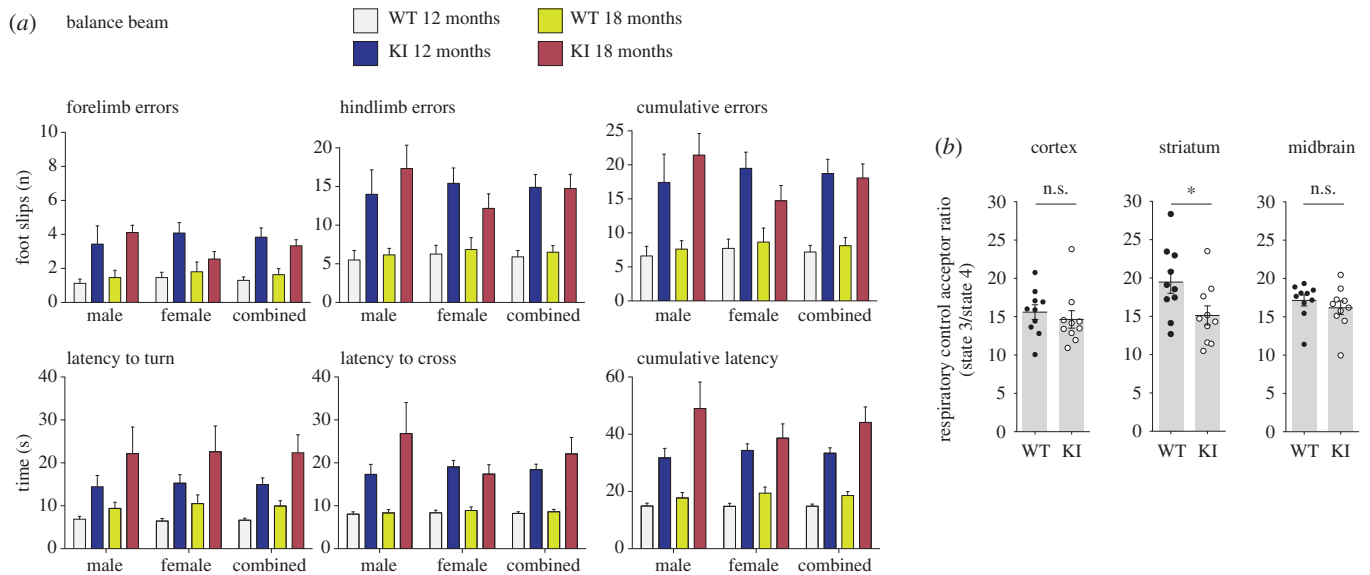 (a) balance beam
WT 12 months
WT 18 months
KI 12 months
KI 18 months
forelimb errors
hindlimb errors
cumulative errors
foot slips (n)
10
8
6
4
2
0
male female combined
20
15
10
5
0
male female combined
25
20
15
10
5
0
male female combined
latency to turn
latency to cross
cumulative latency
time (s)
40
30
20
10
0
male female combined
40
30
20
10
0
male female combined
60
40
20
0
male female combined
(b)
cortex
striatum
midbrain
respiratory control acceptor ratio
(state 3/state 4)
n.s.
30
25
20
15
10
5
0
WT KI
*
30
25
20
15
10
5
0
WT KI
n.s.
30
25
20
15
10
5
0
WT KI